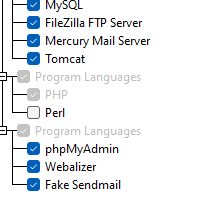 MySQL
FileZilla FTP Server
Mercury Mail Server
Tomcat
Program Languages
PHP
Perl
Program Languages
phpMyAdmin
Webalizer
Fake Sendmail